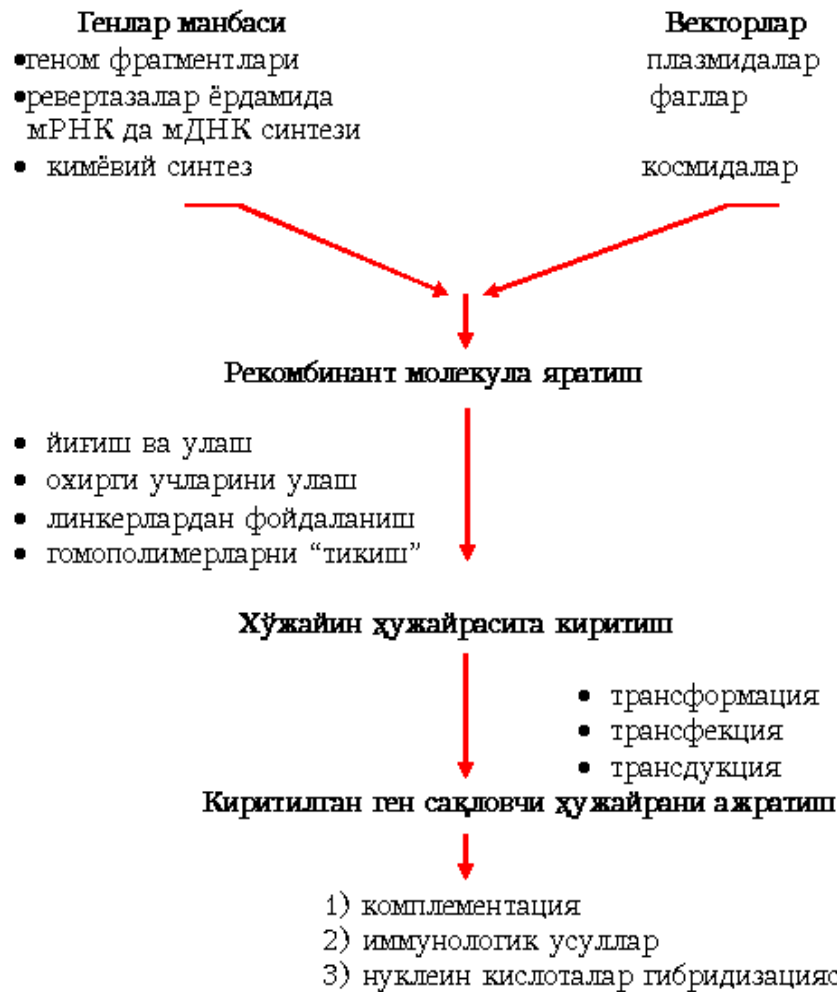 Генлар манбаси
•геном фрагментлари
•ревертазалар ёрдамида
мРНК да мДНК синтези
• кимёвий синтез
Векторлар
плазмидалар
фаглар
космидалар
Рекомбинант молекула яратиш
• йиғиш ва улаш
• охирги учларини улаш
• линкерлардан фойдаланиш
• гомополимерларни “тикиш”
Хўжайин ҳужайрасига киритиш
• трансформация
• трансфекция
• трансдукция
Киритилган ген сақловчи ҳужайрани ажратиш
1) комплементация
2) иммунологик усуллар
3) нуклеин кислоталар гибридизацияс